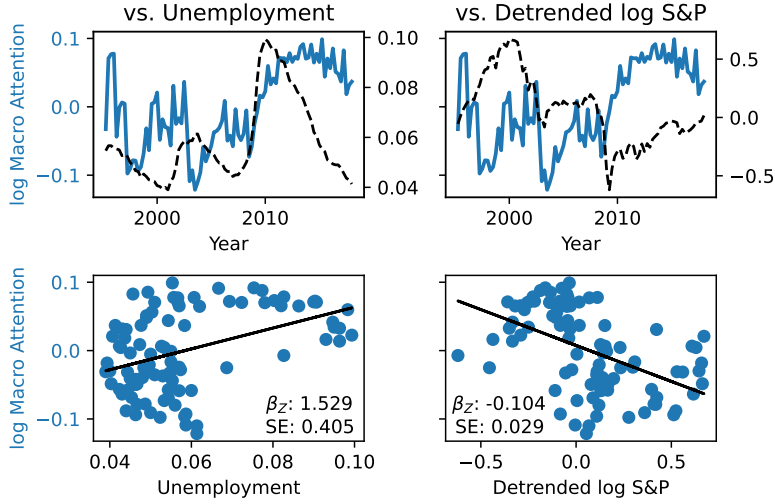 vs. Unemployment
vs. Detrended log S&P
log Macro Attention
0.1
0.0
−0.1
0.10
0.08
0.06
0.04
2000
2010
Year
0.5
0.0
−0.5
2000
2010
Year
log Macro Attention
0.1
0.0
−0.1
βZ: 1.529
SE: 0.405
0.04
0.06
0.08
0.10
Unemployment
βZ: -0.104
SE: 0.029
−0.5
0.0
0.5
Detrended log S&P